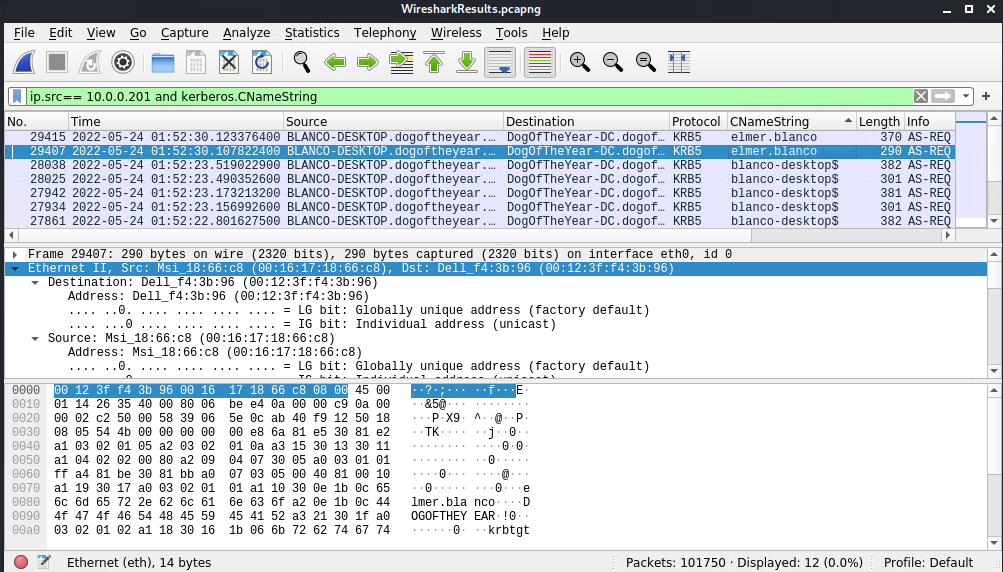 WiresharkResults.pcapng
File Edit View Go Capture Analyze Statistics Telephony Wireless Tools Help
ip.src== 10.0.0.201 and kerberos.CNameString
No. Time Source Destination Protocol CNameString Length Info
29415 2022-05-24 01:52:30.123376400 BLANCO-DESKTOP.dogoftheyear.… DogOfTheYear-DC.dogof… KRB5 elmer.blanco 370 AS-REQ
29407 2022-05-24 01:52:30.107822400 BLANCO-DESKTOP.dogoftheyear.… DogOfTheYear-DC.dogof… KRB5 elmer.blanco 290 AS-REQ
28038 2022-05-24 01:52:23.519022900 BLANCO-DESKTOP.dogoftheyear.… DogOfTheYear-DC.dogof… KRB5 blanco-desktop$ 382 AS-REQ
28025 2022-05-24 01:52:23.490352600 BLANCO-DESKTOP.dogoftheyear.… DogOfTheYear-DC.dogof… KRB5 blanco-desktop$ 301 AS-REQ
27942 2022-05-24 01:52:23.173213200 BLANCO-DESKTOP.dogoftheyear.… DogOfTheYear-DC.dogof… KRB5 blanco-desktop$ 381 AS-REQ
27934 2022-05-24 01:52:23.156992600 BLANCO-DESKTOP.dogoftheyear.… DogOfTheYear-DC.dogof… KRB5 blanco-desktop$ 301 AS-REQ
27861 2022-05-24 01:52:22.801627500 BLANCO-DESKTOP.dogoftheyear.… DogOfTheYear-DC.dogof… KRB5 blanco-desktop$ 382 AS-REQ
Frame 29407: 290 bytes on wire (2320 bits), 290 bytes captured (2320 bits) on interface eth0, id 0
Ethernet II, Src: Msi_18:66:c8 (00:16:17:18:66:c8), Dst: Dell_f4:3b:96 (00:12:3f:f4:3b:96)
Destination: Dell_f4:3b:96 (00:12:3f:f4:3b:96)
Address: Dell_f4:3b:96 (00:12:3f:f4:3b:96)
.... ..0. .... .... .... .... = LG bit: Globally unique address (factory default)
.... ...0 .... .... .... .... = IG bit: Individual address (unicast)
Source: Msi_18:66:c8 (00:16:17:18:66:c8)
Address: Msi_18:66:c8 (00:16:17:18:66:c8)
.... ..0. .... .... .... .... = LG bit: Globally unique address (factory default)
0000 00 12 3f f4 3b 96 00 16 17 18 66 c8 08 00 45 00 ··?·;··· ··f···E·
0010 01 14 26 35 40 00 80 06 be e4 0a 00 00 c9 0a 00 ··&5@··· ········
0020 00 02 c2 50 00 58 39 06 5e 0c ab 40 f9 12 50 18 ···P·X9· ^··@··P·
0030 08 05 54 4b 00 00 00 00 00 e8 6a 81 e5 30 81 e2 ··TK···· ··j··0··
0040 a1 03 02 01 05 a2 03 02 01 0a a3 15 30 13 30 11 ········ ····0·0·
0050 a1 04 02 02 00 80 a2 09 04 07 30 05 a0 03 01 01 ········ ··0·····
0060 ff a4 81 be 30 81 bb a0 07 03 05 00 40 81 00 10 ····0··· ····@···
0070 a1 19 30 17 a0 03 02 01 01 a1 10 30 0e 1b 0c 65 ··0····· ···0···e
0080 6c 6d 65 72 2e 62 6c 61 6e 63 6f a2 0e 1b 0c 44 lmer.bla nco····D
0090 4f 47 4f 46 54 48 45 59 45 41 52 a3 21 30 1f a0 OGOFTHEY EAR·!0··
00a0 03 02 01 02 a1 18 30 16 1b 06 6b 72 62 74 67 74 ······0· ··krbtgt
Ethernet (eth), 14 bytes Packets: 101750 · Displayed: 12 (0.0%) Profile: Default